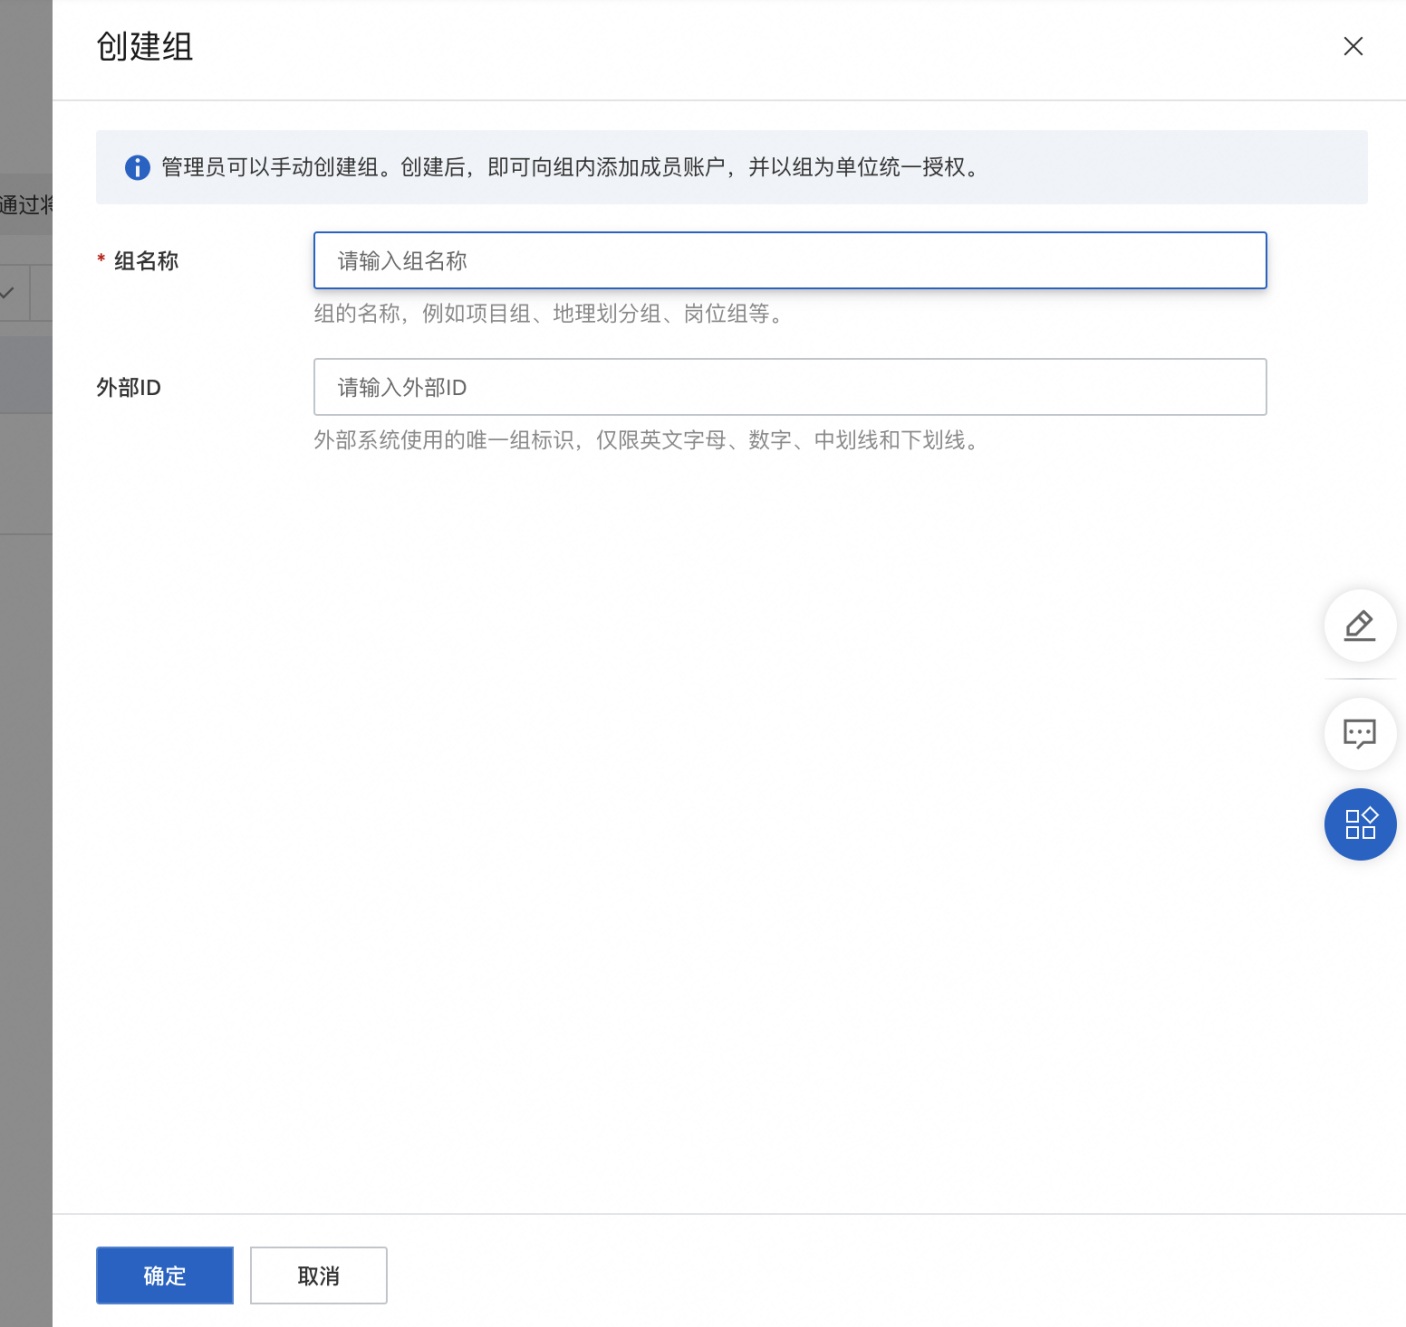 创建组
管理员可以手动创建组。创建后，即可向组内添加成员账户，并以组为单位统一授权。
通过将
* 组名称
请输入组名称
组的名称，例如项目组、地理划分组、岗位组等。
外部ID
请输入外部ID
外部系统使用的唯一组标识，仅限英文字母、数字、中划线和下划线。
确定
取消